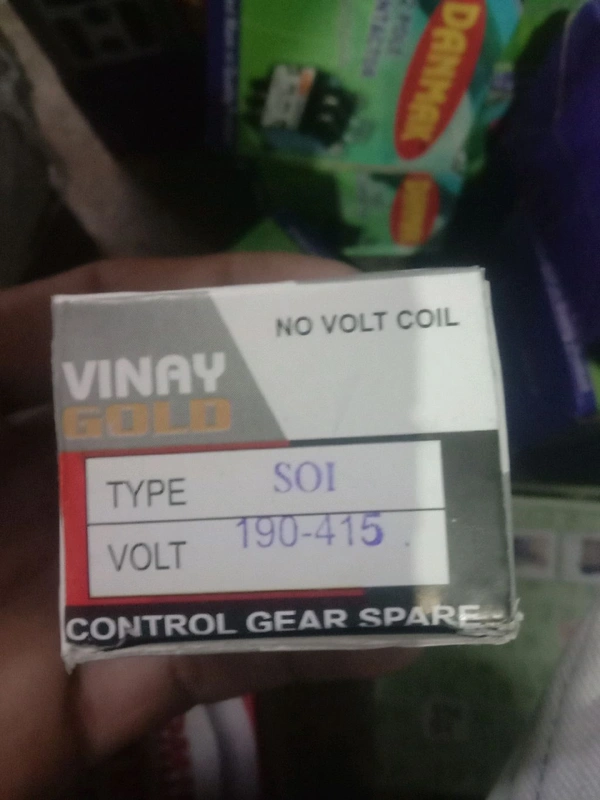 DANMAK
NO VOLT COIL
VINAY
GOLD
TYPE SOI
VOLT 190-415
CONTROL GEAR SPARE